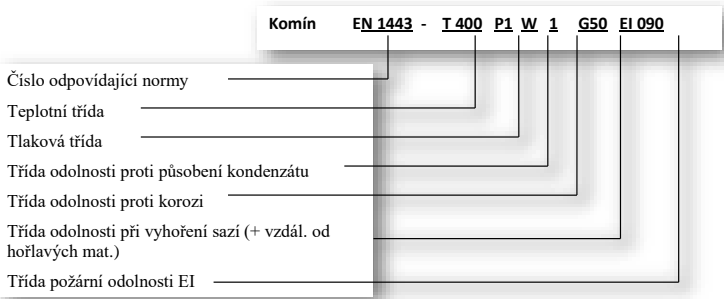 Komín EN 1443 - T 400 P1 W 1 G50 EI 090
Číslo odpovídající normy
Teplotní třída
Tlaková třída
Třída odolnosti proti působení kondenzátu
Třída odolnosti proti korozi
Třída odolnosti při vyhoření sazí (+ vzdál. od
hořlavých mat.)
Třída požární odolnosti EI